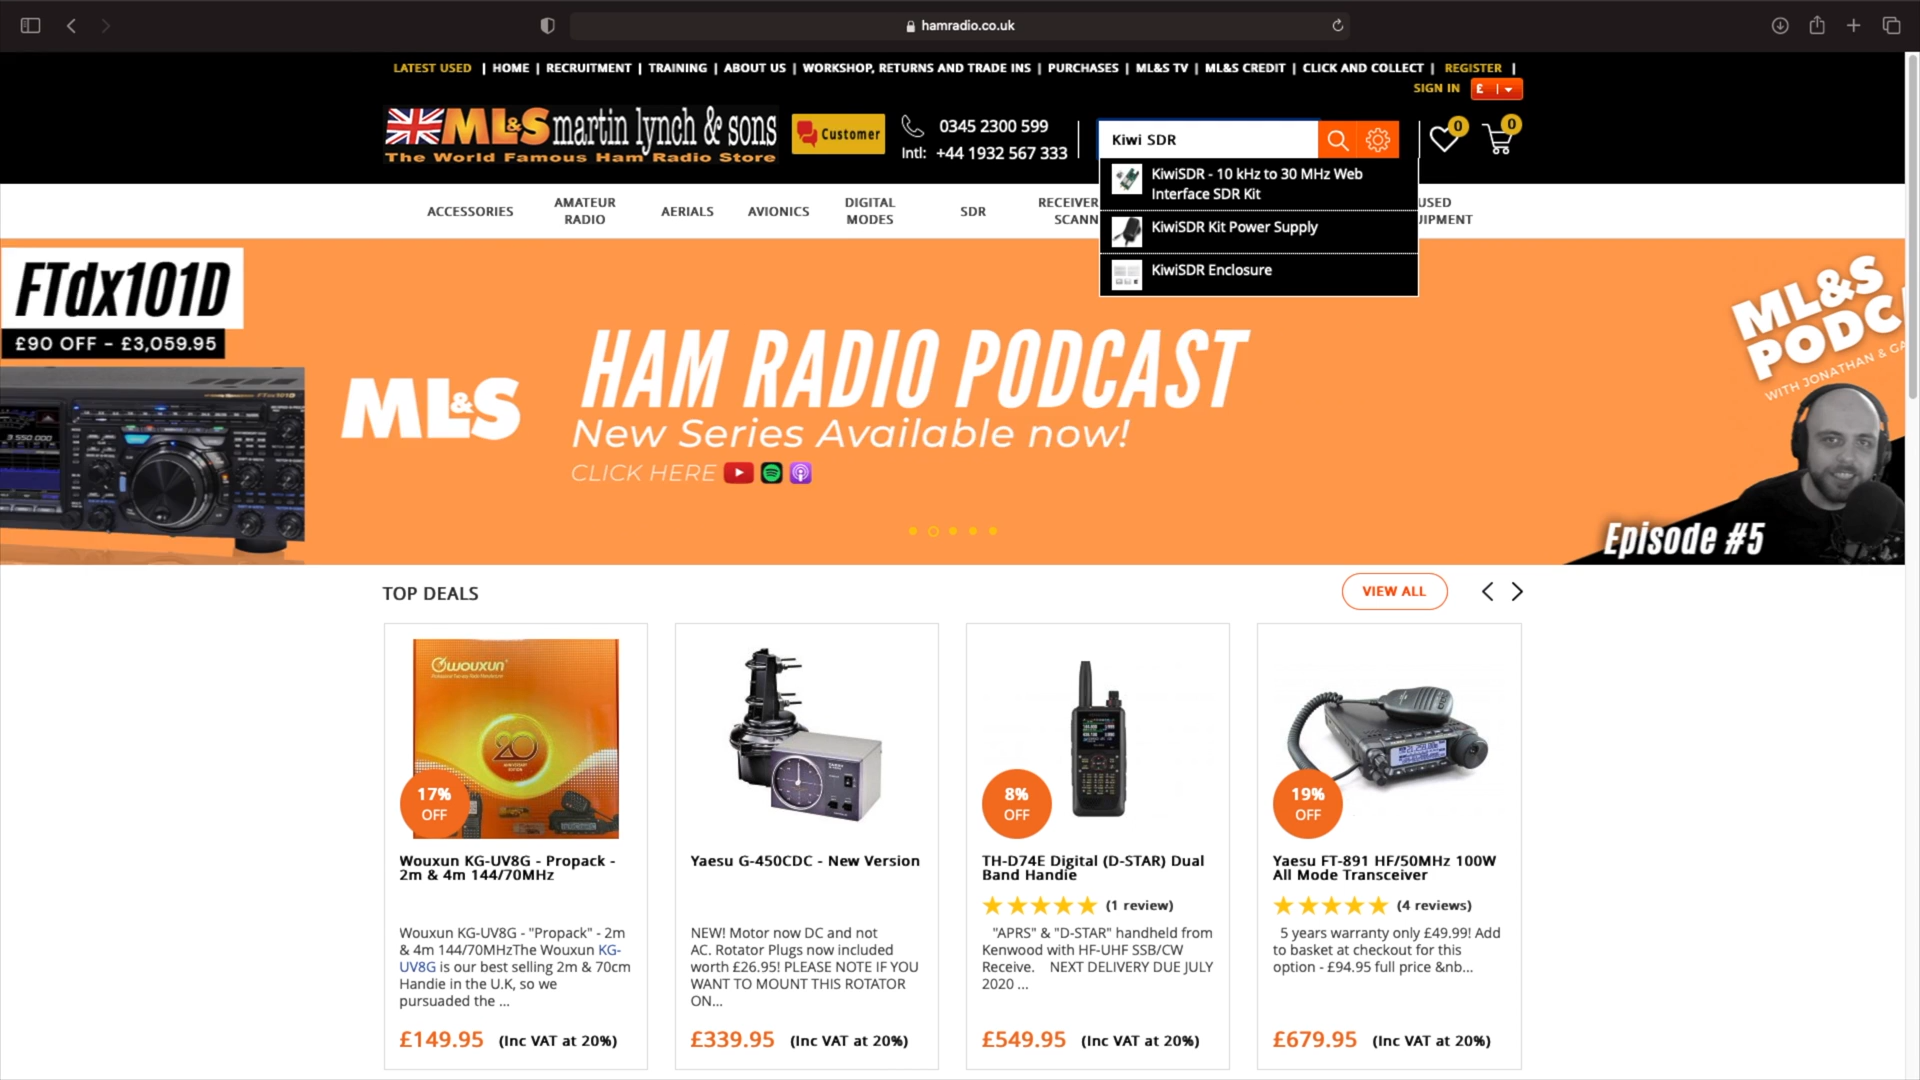 hamradio.co.uk
LATEST USED | HOME | RECRUITMENT | TRAINING | ABOUT US | WORKSHOP, RETURNS AND TRADE INS | PURCHASES | ML&S TV | ML&S CREDIT | CLICK AND COLLECT | REGISTER |
SIGN IN £
ML&S martin lynch & sons
The World Famous Ham Radio Store
Customer
0345 2300 599
Intl: +44 1932 567 333
Kiwi SDR
0
0
KiwiSDR - 10 kHz to 30 MHz Web
Interface SDR Kit
KiwiSDR Kit Power Supply
KiwiSDR Enclosure
ACCESSORIES
AMATEUR
RADIO
AERIALS
AVIONICS
DIGITAL
MODES
SDR
RECEIVER
SCANN
USED
UIPMENT
FTdx101D
£90 OFF - £3,059.95
3.550.000
ML&S
HAM RADIO PODCAST
New Series Available now!
CLICK HERE
ML&S
PODC
WITH JONATHAN & GA
Episode #5
TOP DEALS
VIEW ALL
WOUXUN
20
17%
OFF
Wouxun KG-UV8G - Propack -
2m & 4m 144/70MHz
Wouxun KG-UV8G - "Propack" - 2m
& 4m 144/70MHzThe Wouxun KG-
UV8G is our best selling 2m & 70cm
Handie in the U.K, so we
pursuaded the ...
£149.95 (Inc VAT at 20%)
Yaesu G-450CDC - New Version
NEW! Motor now DC and not
AC. Rotator Plugs now included
worth £26.95! PLEASE NOTE IF YOU
WANT TO MOUNT THIS ROTATOR
ON...
£339.95 (Inc VAT at 20%)
8%
OFF
TH-D74E Digital (D-STAR) Dual
Band Handie
(1 review)
"APRS" & "D-STAR" handheld from
Kenwood with HF-UHF SSB/CW
Receive. NEXT DELIVERY DUE JULY
2020 ...
£549.95 (Inc VAT at 20%)
19%
OFF
Yaesu FT-891 HF/50MHz 100W
All Mode Transceiver
(4 reviews)
5 years warranty only £49.99! Add
to basket at checkout for this
option - £94.95 full price &nb...
£679.95 (Inc VAT at 20%)